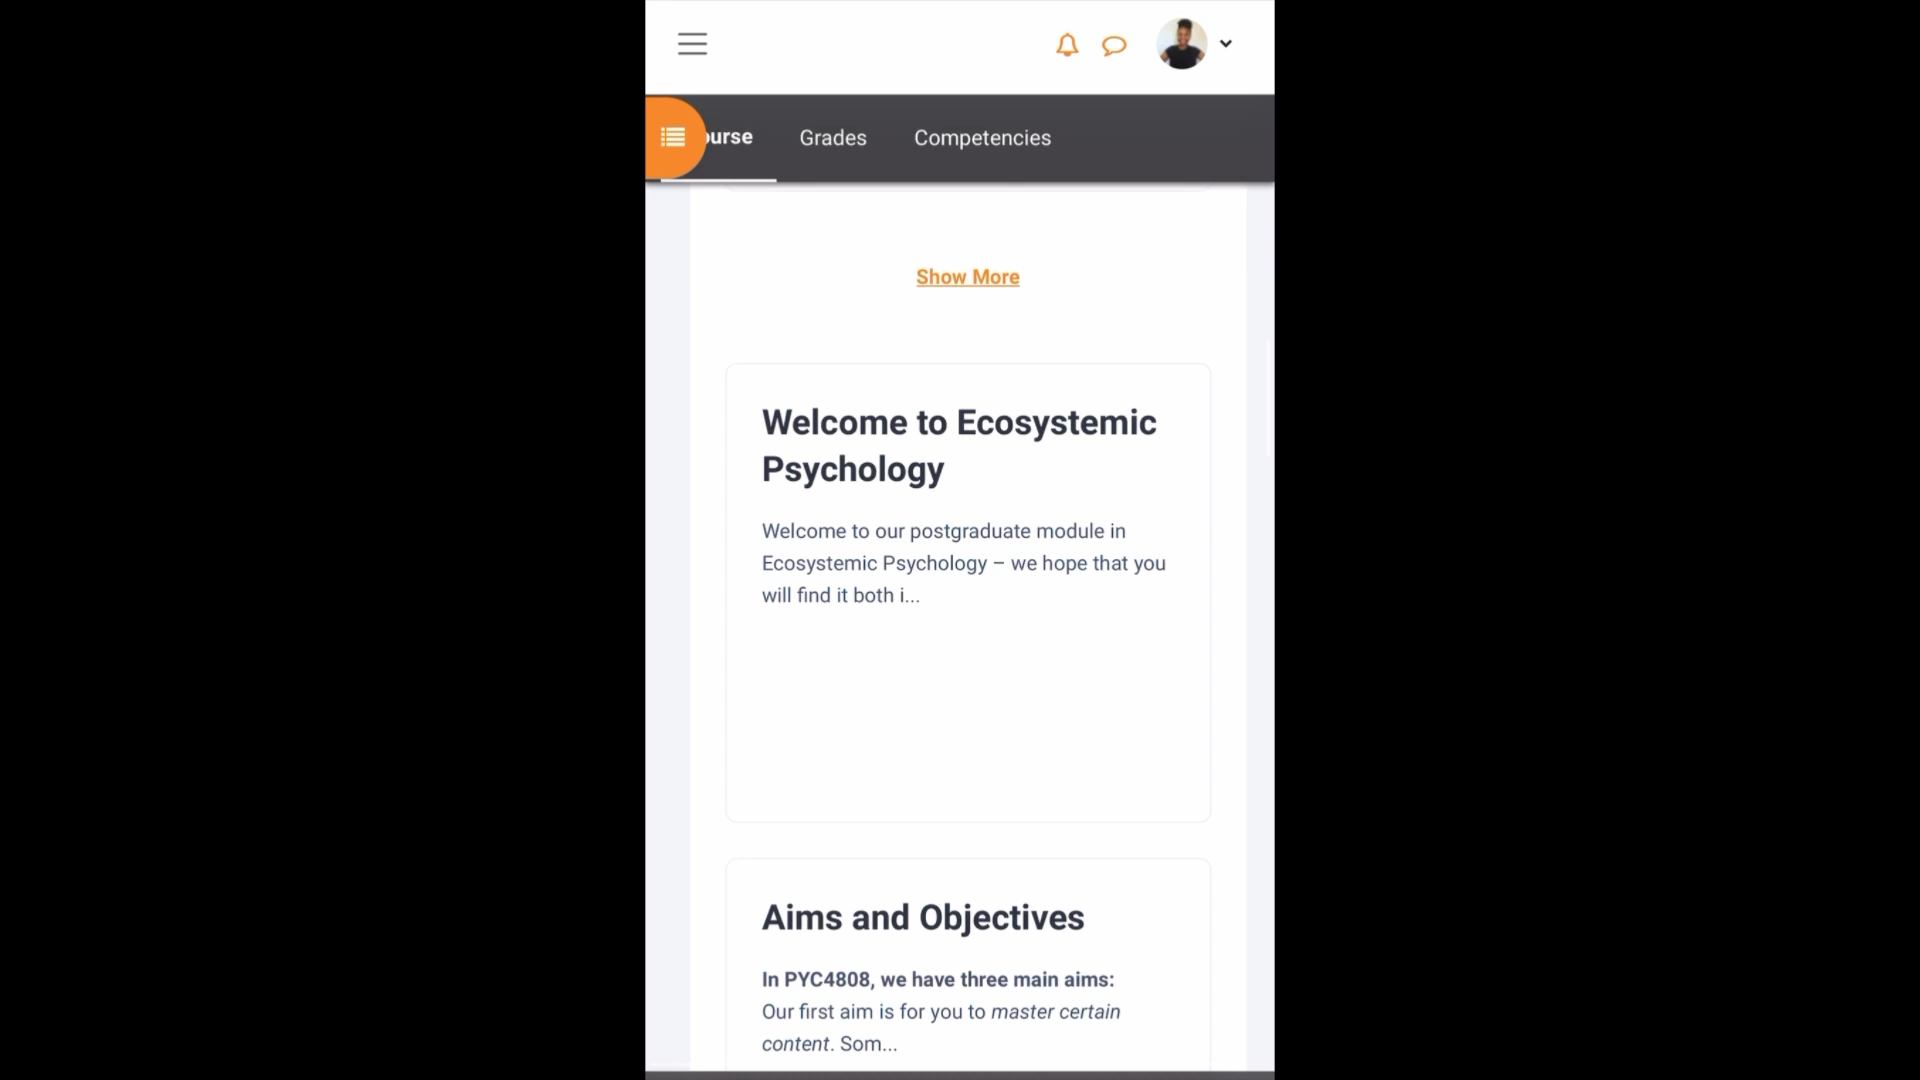 ourse Grades Competencies
Show More
Welcome to Ecosystemic
Psychology
Welcome to our postgraduate module in
Ecosystemic Psychology – we hope that you
will find it both i...
Aims and Objectives
In PYC4808, we have three main aims:
Our first aim is for you to master certain
content. Som...